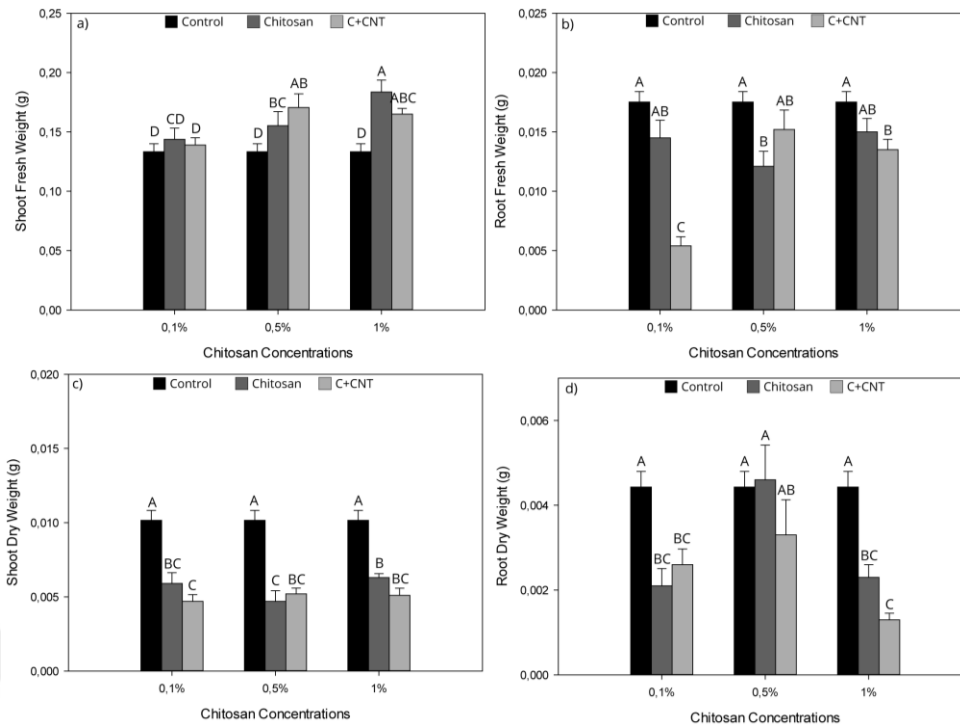 a)
Control Chitosan C+CNT
Shoot Fresh Weight (g)
0,25
0,20
0,15
0,10
0,05
0,00
D CD D
D BC AB
D A ABC
0,1% 0,5% 1%
Chitosan Concentrations
b)
Control Chitosan C+CNT
Root Fresh Weight (g)
0,025
0,020
0,015
0,010
0,005
0,000
A AB C
A B AB
A AB B
0,1% 0,5% 1%
Chitosan Concentrations
c)
Control Chitosan C+CNT
Shoot Dry Weight (g)
0,020
0,015
0,010
0,005
0,000
A BC C
A C BC
A B BC
0,1% 0,5% 1%
Chitosan Concentrations
d)
Control Chitosan C+CNT
Root Dry Weight (g)
0,006
0,004
0,002
0,000
A BC BC
A A AB
A BC C
0,1% 0,5% 1%
Chitosan Concentrations